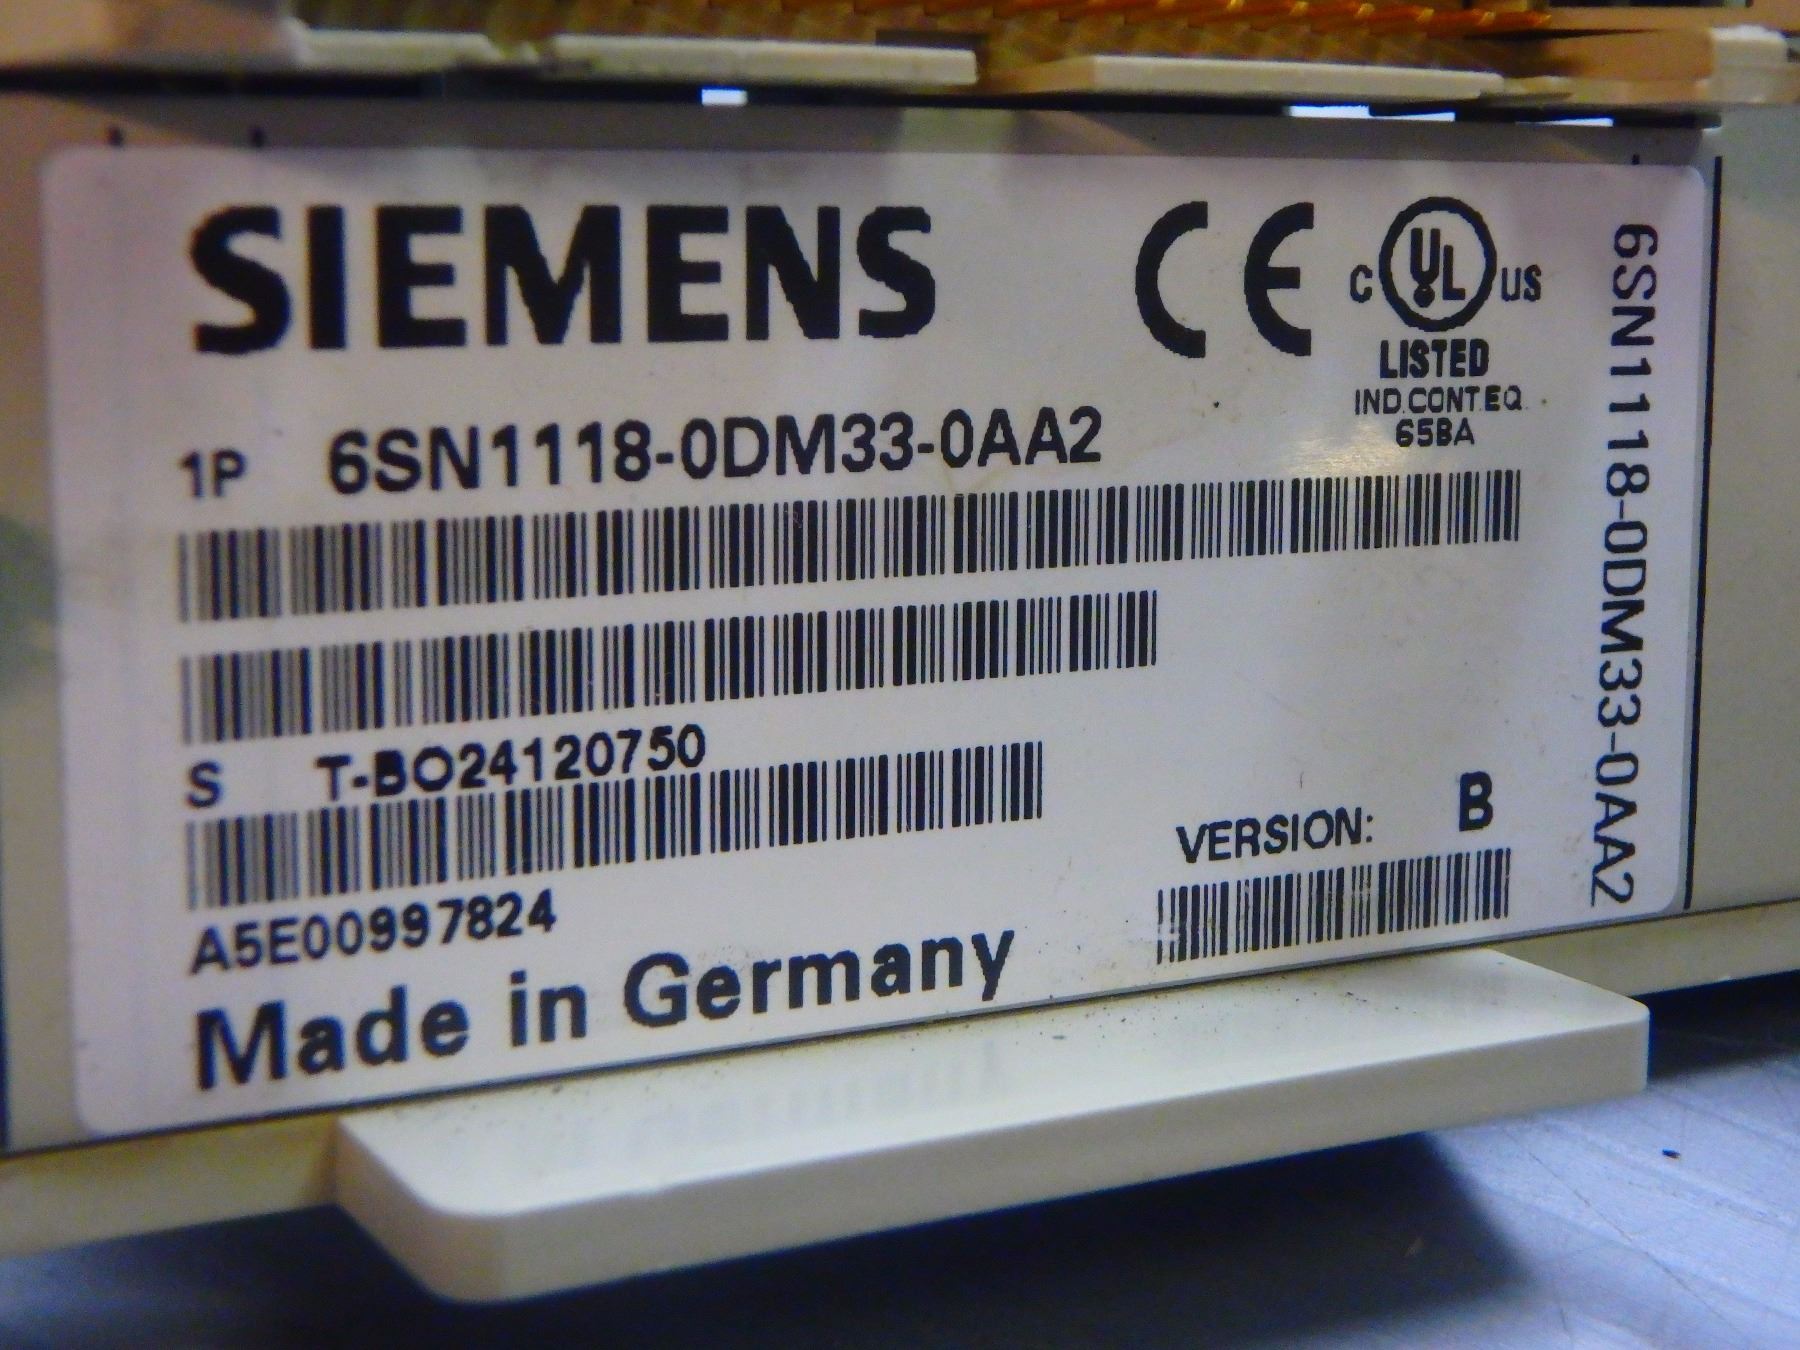 SIEMENS
CE
C UL US
LISTED
IND.CONT.EQ.
65BA
1P 6SN1118-0DM33-0AA2
S T-BO24120750
VERSION: B
A5E00997824
Made in Germany
6SN1118-0DM33-0AA2